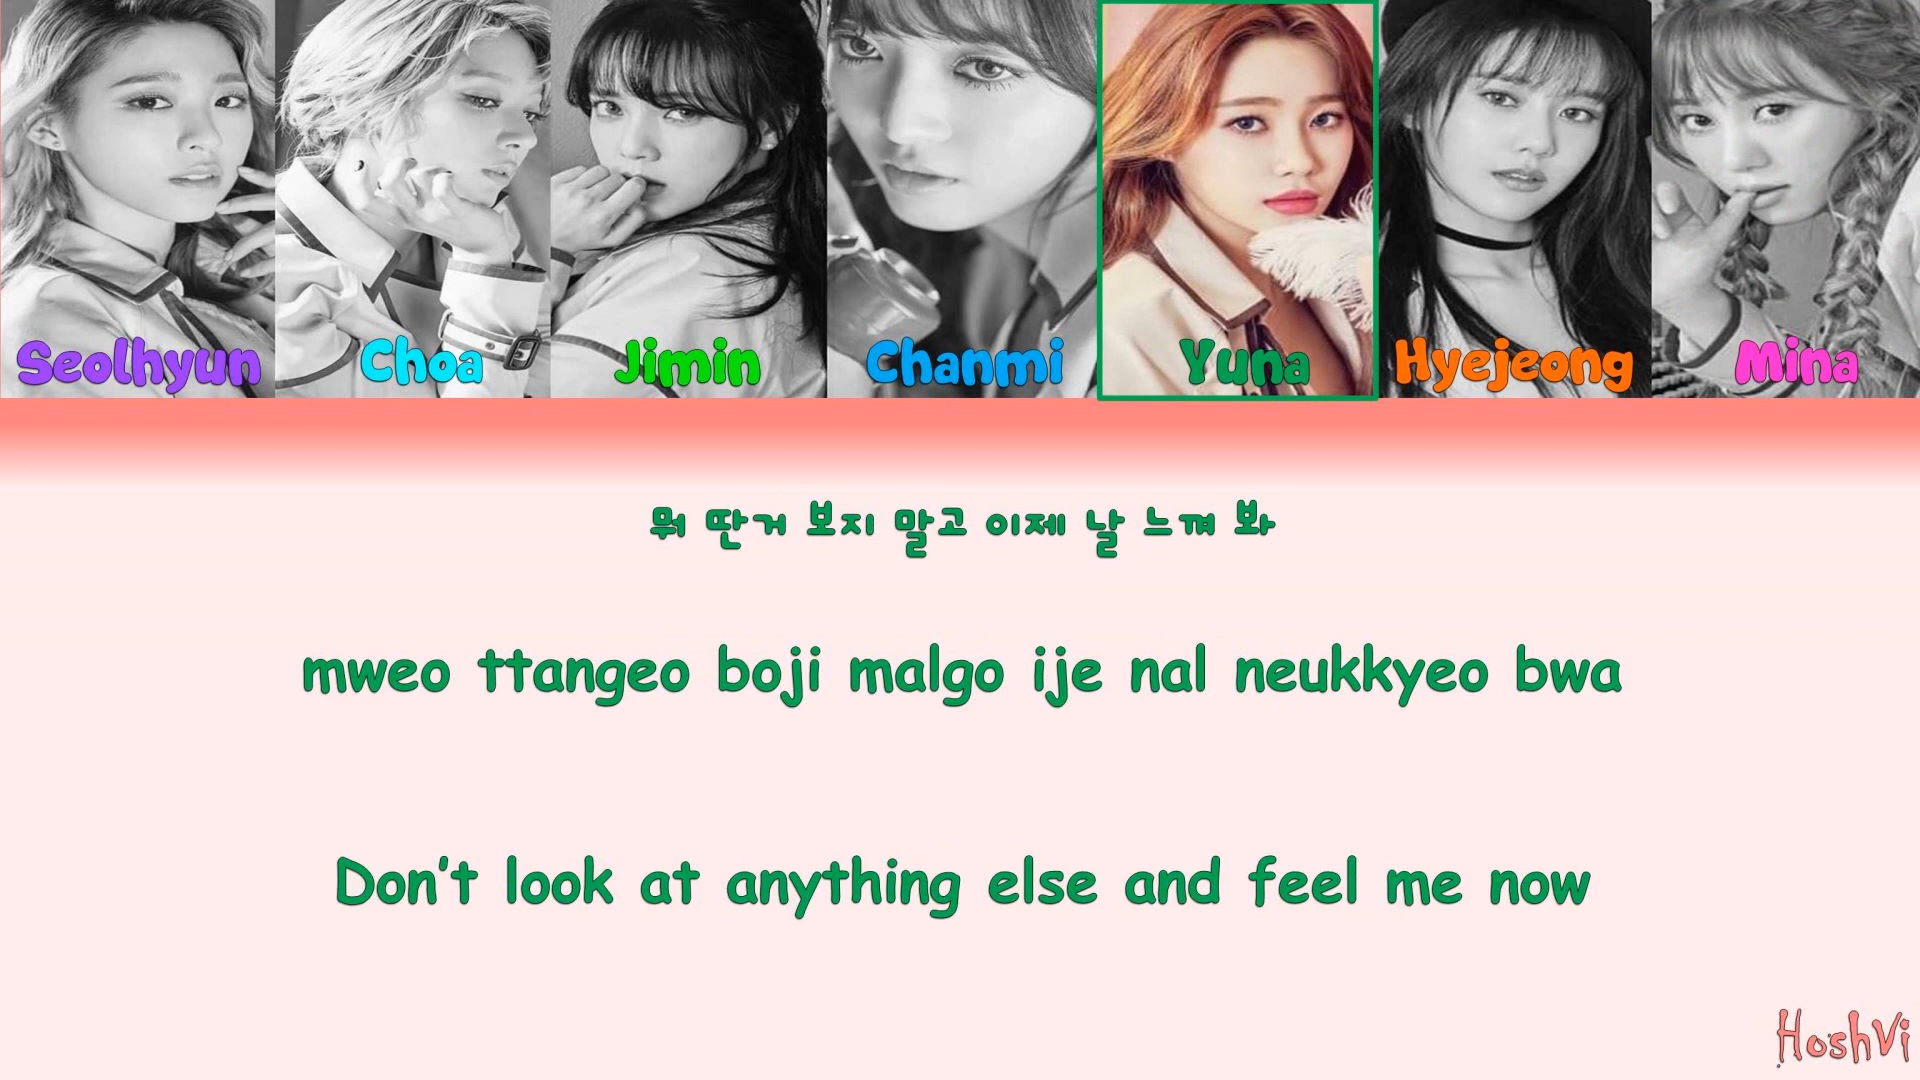 Seolhyun Choa Jimin Chanmi Yuna Hyejeong Mina
뭐 딴거 보지 말고 이제 날 느껴 봐
mweo ttangeo boji malgo ije nal neukkyeo bwa
Don't look at anything else and feel me now
HoshVi